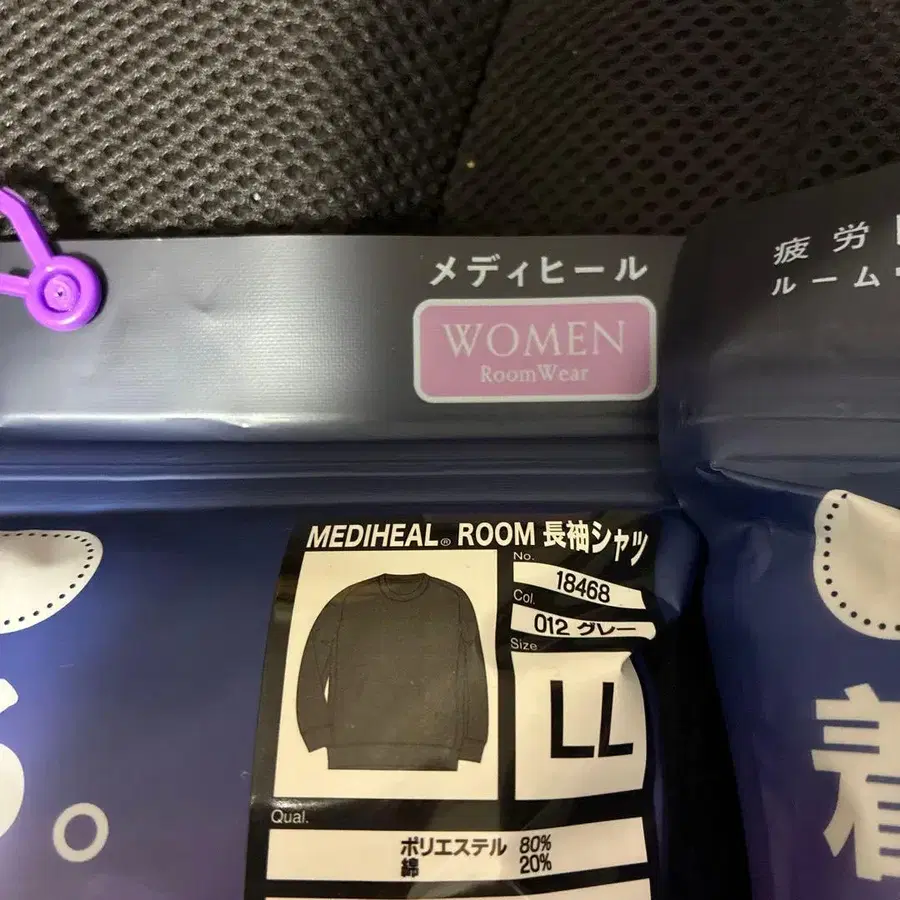 メディヒール
WOMEN
RoomWear
疲労
ルーム
MEDIHEAL® ROOM 長袖シャツ
No.
18468
Col.
012 グレー
Size
LL
Qual.
ポリエステル 80%
綿 20%
。
着